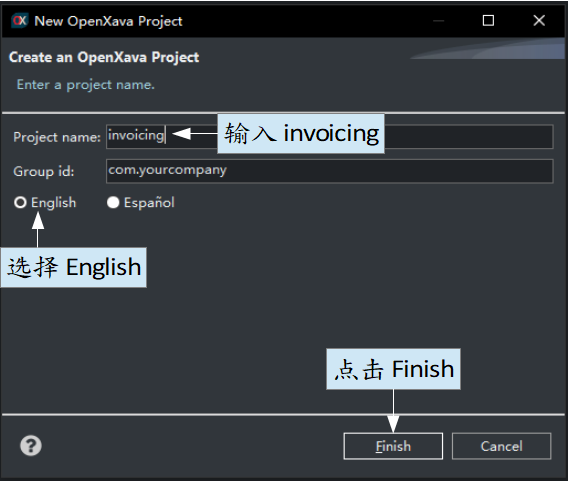 OX New OpenXava Project
Create an OpenXava Project
Enter a project name.
Project name: invoicing
输入 invoicing
Group id: com.yourcompany
English Español
选择 English
点击 Finish
? Finish Cancel